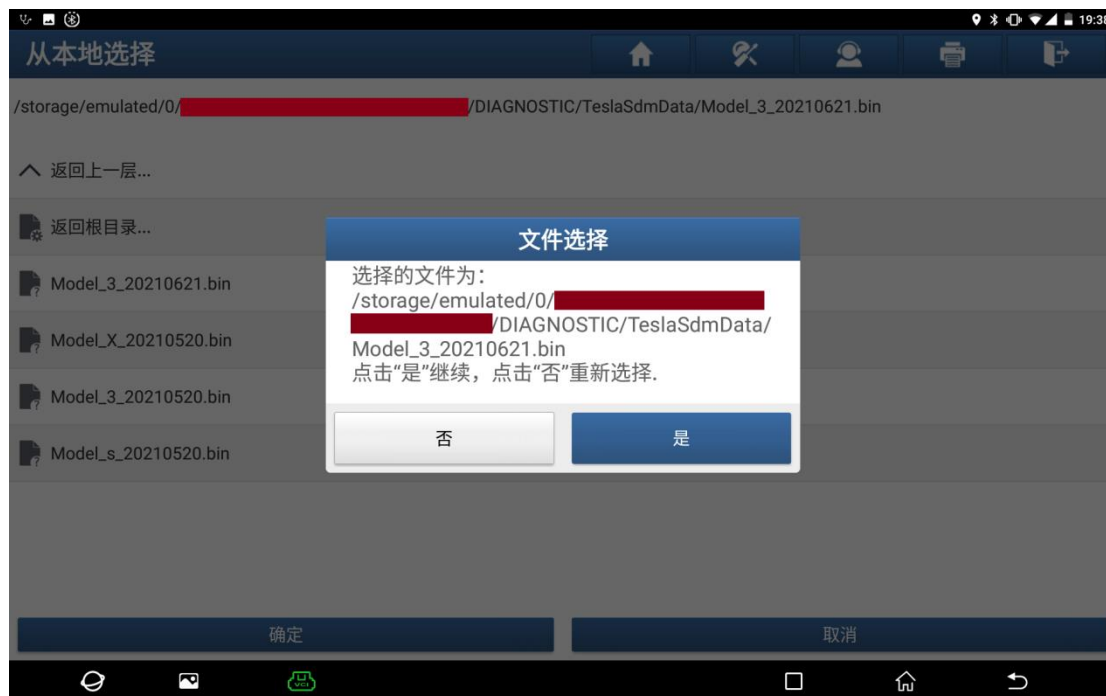 19:38
从本地选择
/storage/emulated/0/ /DIAGNOSTIC/TeslaSdmData/Model_3_20210621.bin
返回上一层...
返回根目录...
Model_3_20210621.bin
Model_X_20210520.bin
Model_3_20210520.bin
Model_s_20210520.bin
文件选择
选择的文件为：
/storage/emulated/0/
/DIAGNOSTIC/TeslaSdmData/
Model_3_20210621.bin
点击“是”继续，点击“否”重新选择.
否
是
确定
取消
VCI